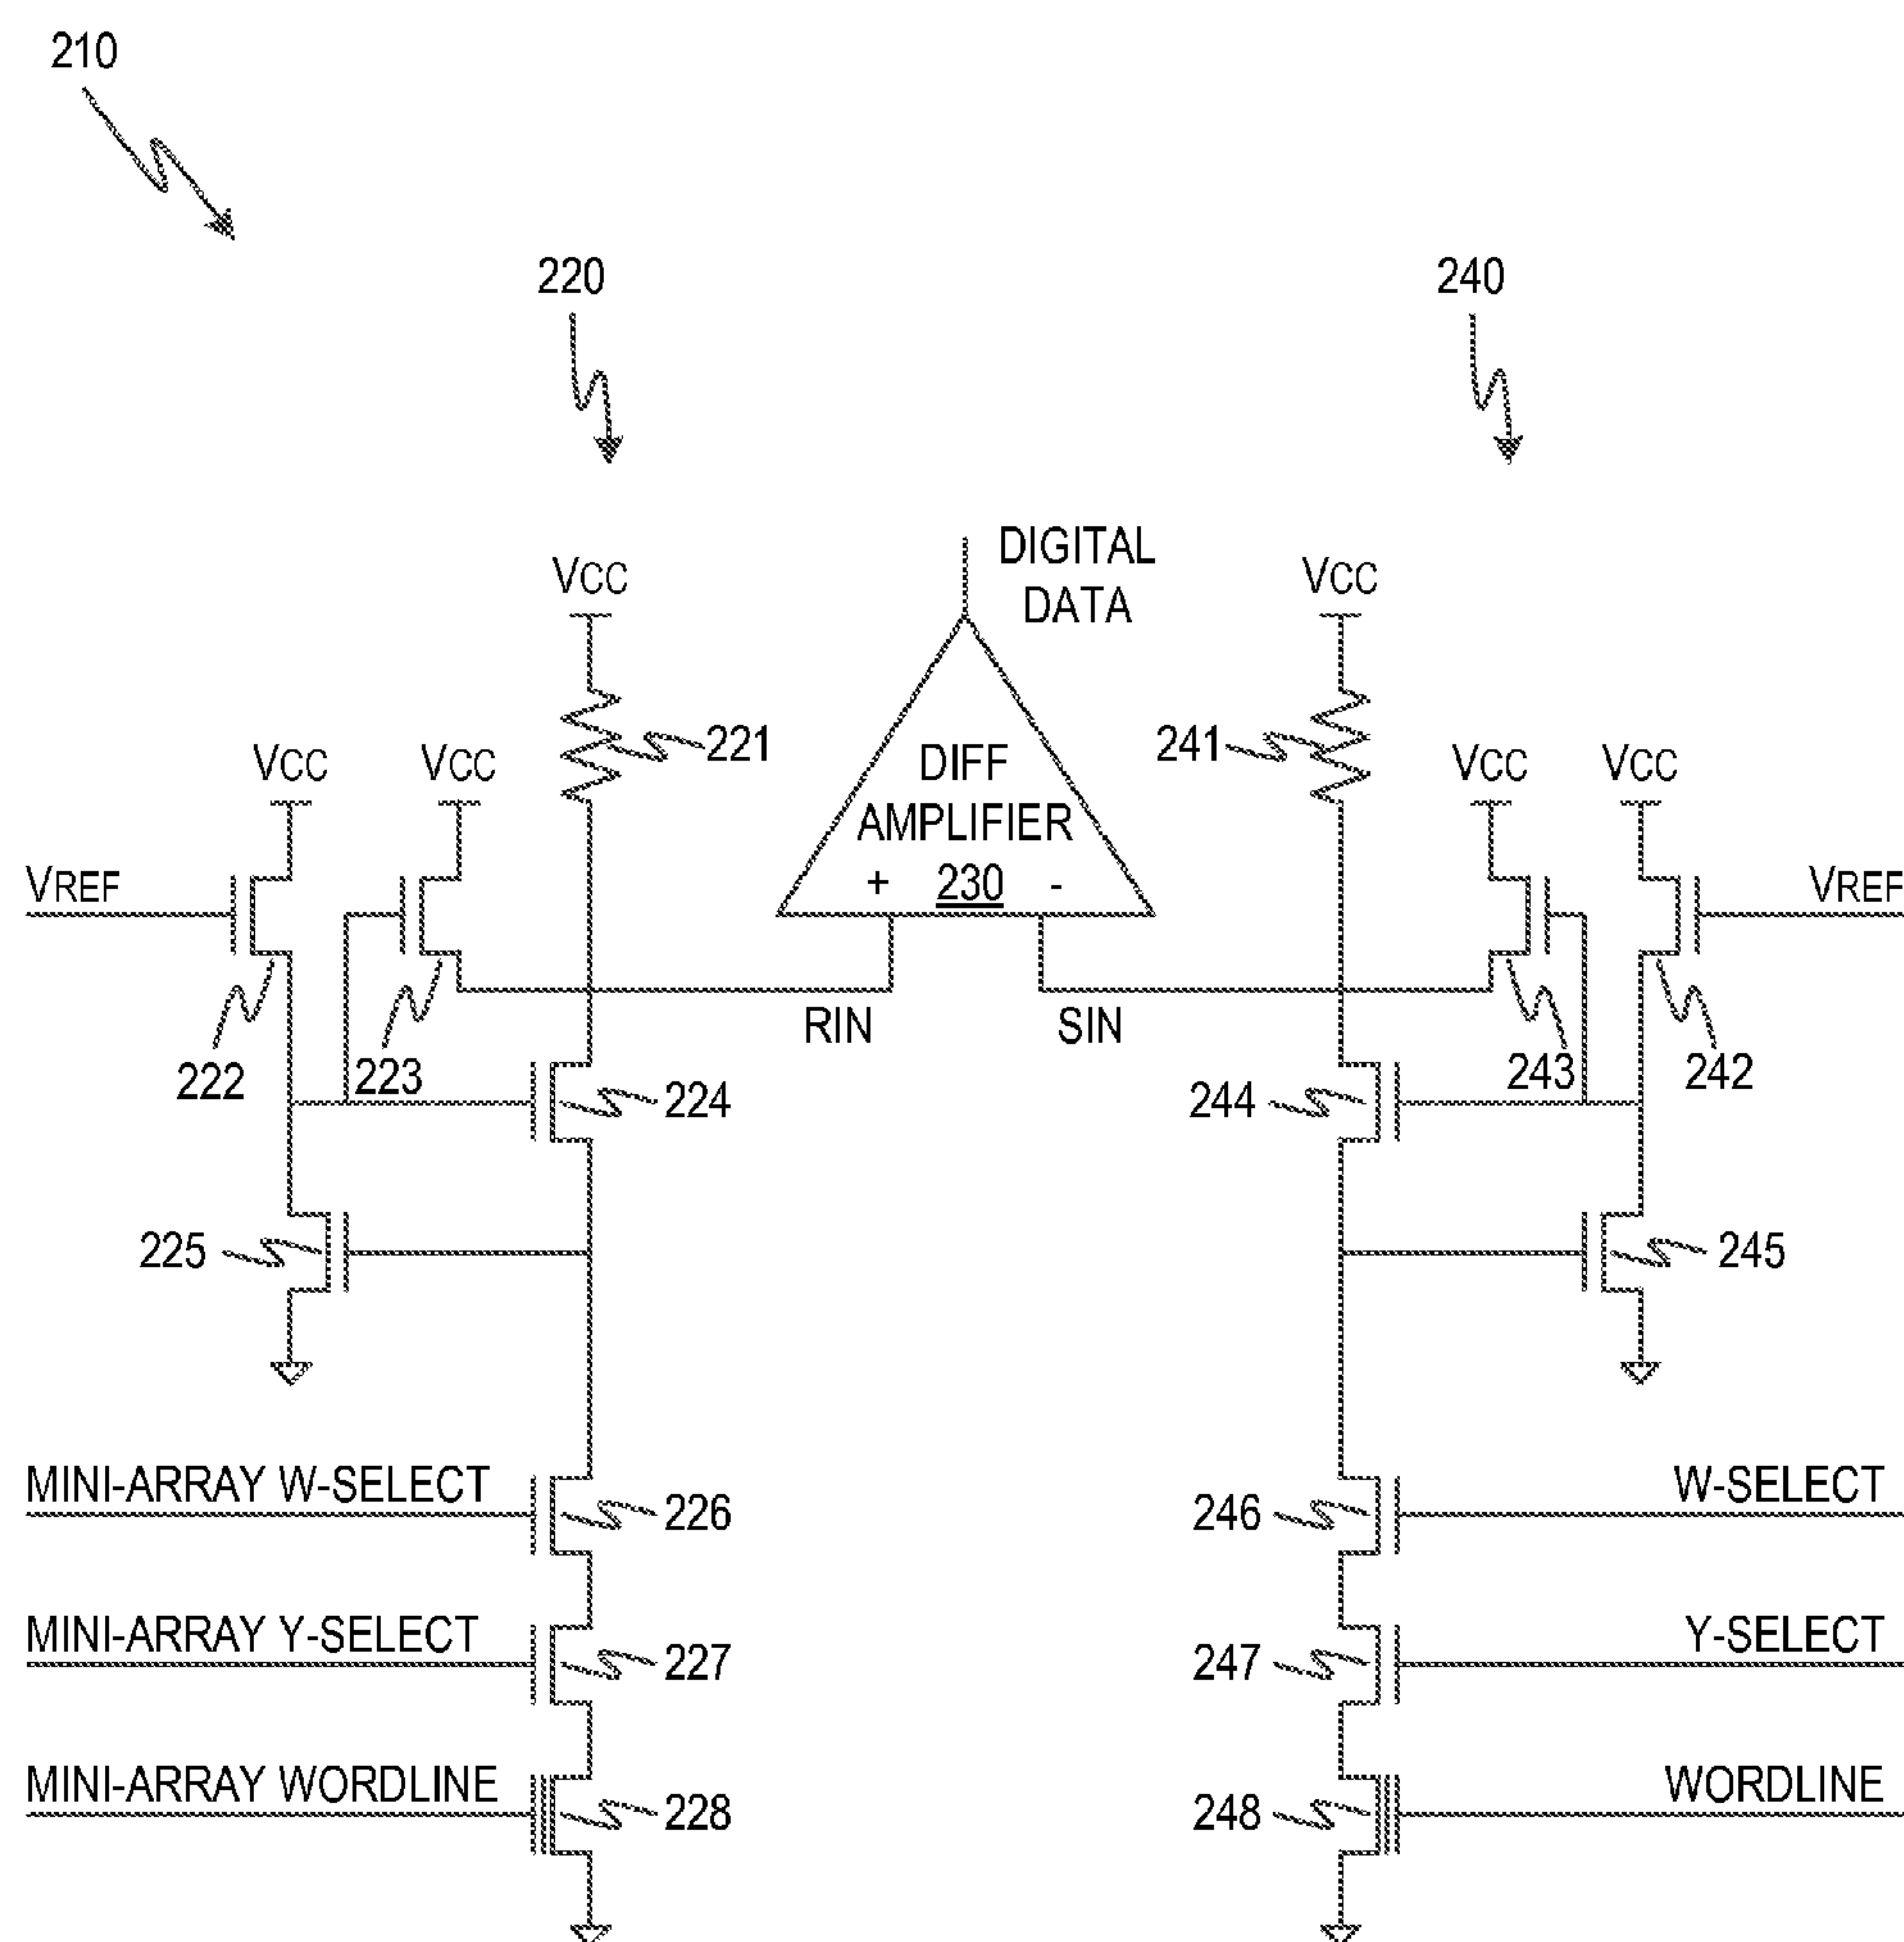 210
220
240
DIGITAL
DATA
VCC
VCC
221
241
VCC
VCC
DIFF
AMPLIFIER
+ 230 -
VCC
VCC
VREF
VREF
RIN
SIN
222
223
243
242
224
244
225
245
MINI-ARRAY W-SELECT
226
246
W-SELECT
MINI-ARRAY Y-SELECT
227
247
Y-SELECT
MINI-ARRAY WORDLINE
228
248
WORDLINE